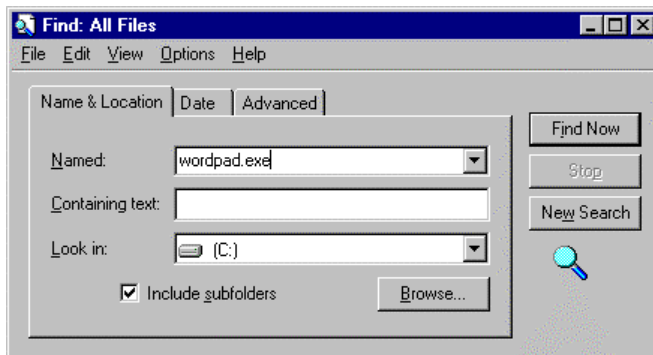 Find: All Files
File Edit View Options Help
Name & Location Date Advanced
Find Now
Named: wordpad.exe
Stop
Containing text:
New Search
Look in: (C:)
Include subfolders Browse...